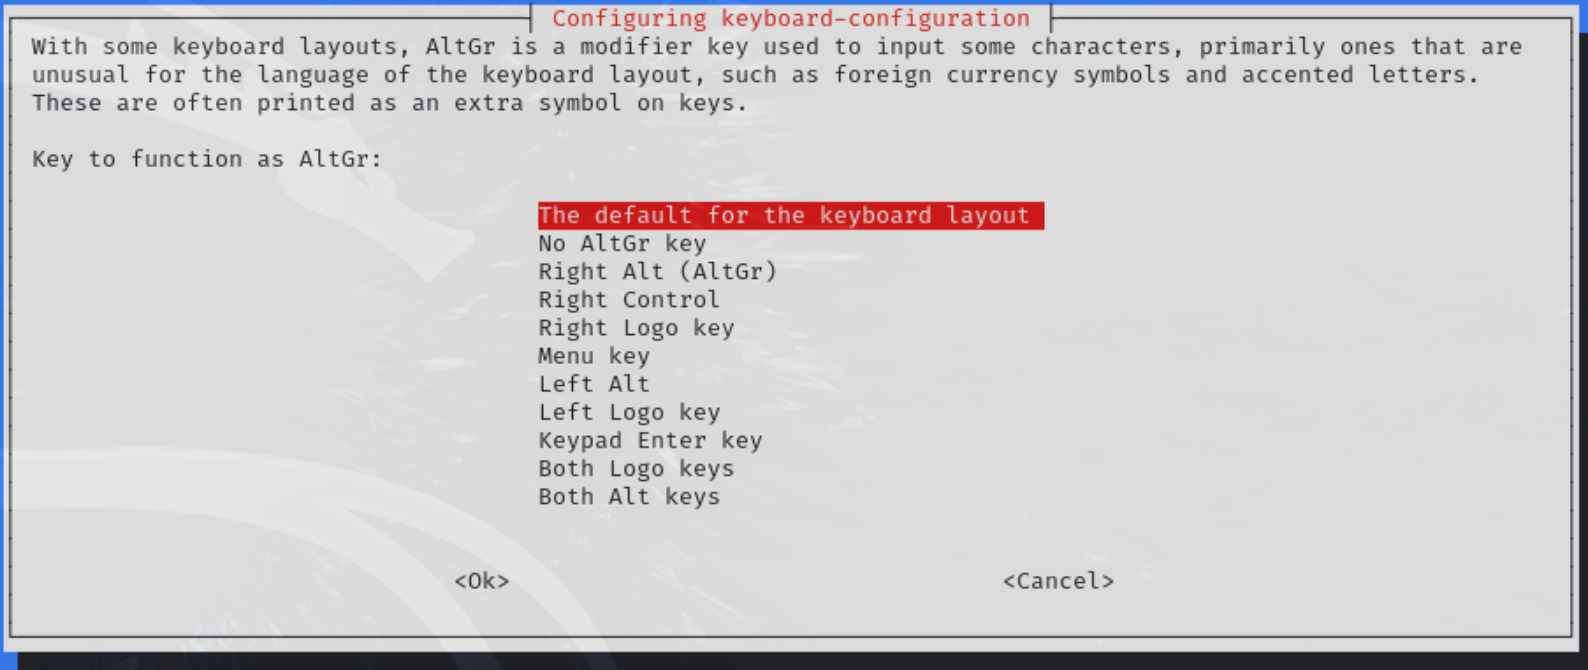 Configuring keyboard-configuration
With some keyboard layouts, AltGr is a modifier key used to input some characters, primarily ones that are
unusual for the language of the keyboard layout, such as foreign currency symbols and accented letters.
These are often printed as an extra symbol on keys.
Key to function as AltGr:
The default for the keyboard layout
No AltGr key
Right Alt (AltGr)
Right Control
Right Logo key
Menu key
Left Alt
Left Logo key
Keypad Enter key
Both Logo keys
Both Alt keys
<Ok> <Cancel>